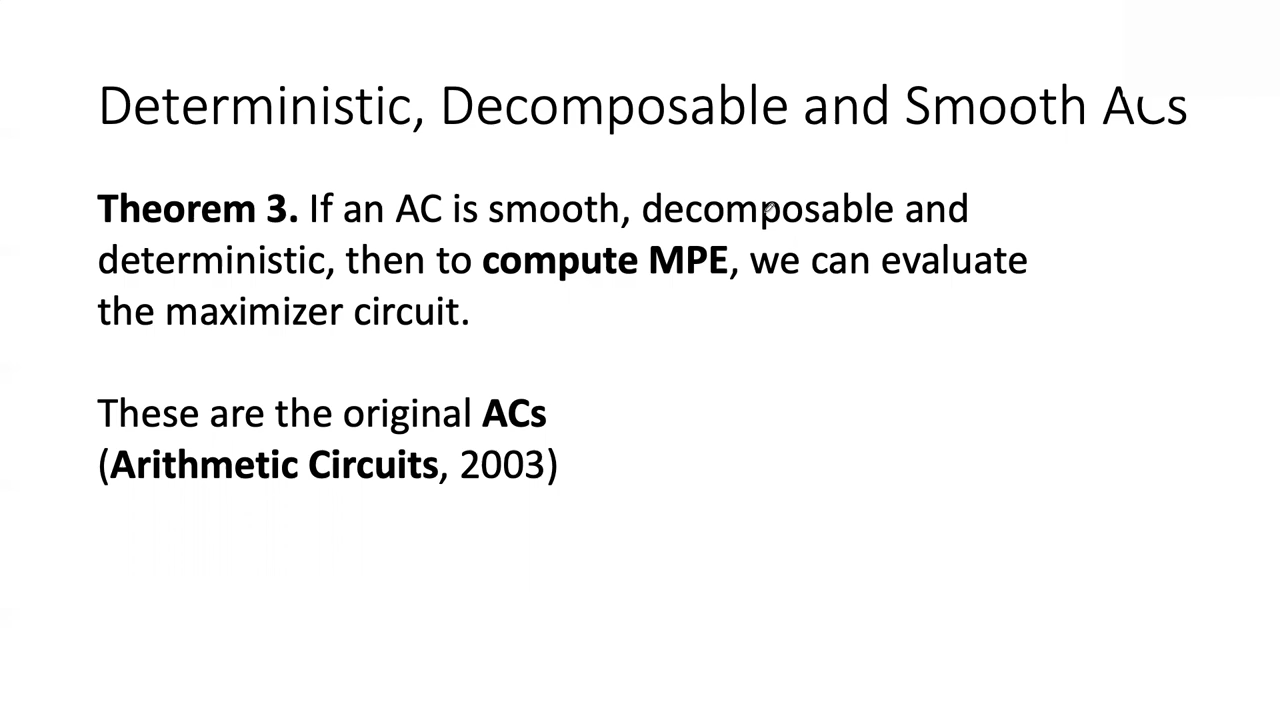 Deterministic, Decomposable and Smooth ACs
Theorem 3. If an AC is smooth, decomposable and
deterministic, then to compute MPE, we can evaluate
the maximizer circuit.
These are the original ACs
(Arithmetic Circuits, 2003)